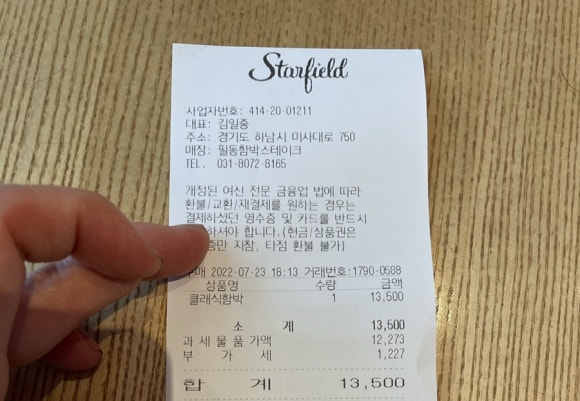 Starfield
사업자번호: 414-20-01211
대표: 김일중
주소: 경기도 하남시 미사대로 750
매장: 필동함박스테이크
TEL. 031-8072-8165
개정된 여신 전문 금융업 법에 따라
환불/교환/재결제를 원하는 경우는
결제하셨던 영수증 및 카드를 반드시
하셔야 합니다.(현금/상품권은
지참, 타점 환불 불가)
2022-07-23 18:13 거래번호:1790-0588
상품명 수량 금액
클래식함박 1 13,500
소 계 13,500
과 세 물 품 가 액 12,273
부 가 세 1,227
합 계 13,500